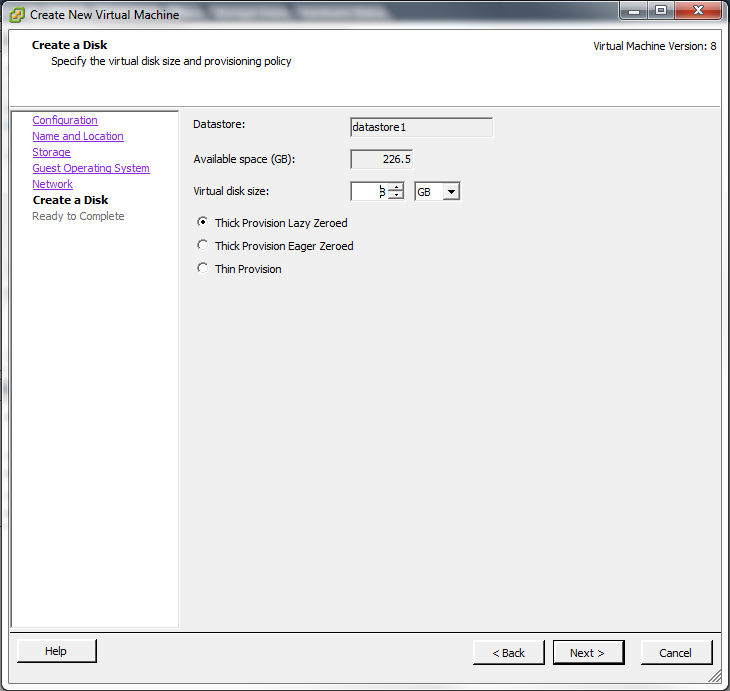 Create New Virtual Machine
Create a Disk
Specify the virtual disk size and provisioning policy
Virtual Machine Version: 8
Configuration
Name and Location
Storage
Guest Operating System
Network
Create a Disk
Ready to Complete
Datastore: datastore1
Available space (GB): 226.5
Virtual disk size: GB
Thick Provision Lazy Zeroed
Thick Provision Eager Zeroed
Thin Provision
Help < Back Next > Cancel